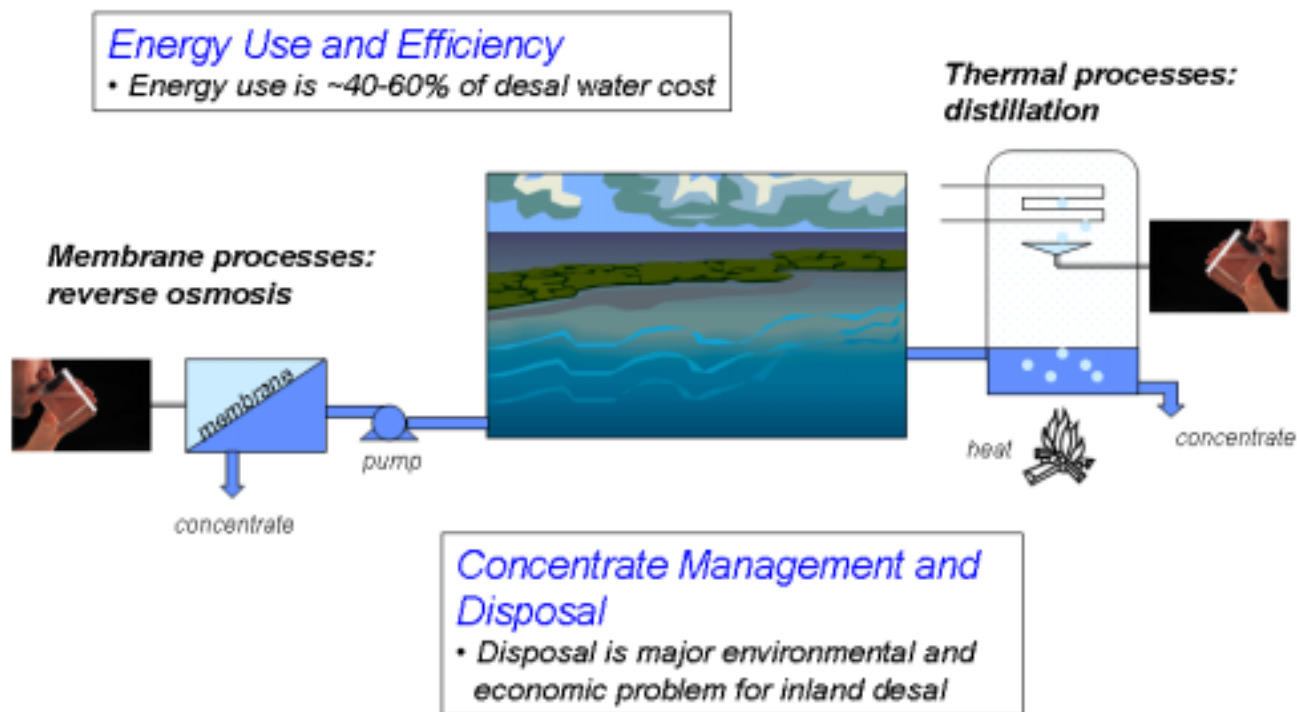 Energy Use and Efficiency
• Energy use is ~40-60% of desal water cost
Thermal processes:
distillation
Membrane processes:
reverse osmosis
membrane
pump
concentrate
heat
concentrate
Concentrate Management and
Disposal
• Disposal is major environmental and
economic problem for inland desal